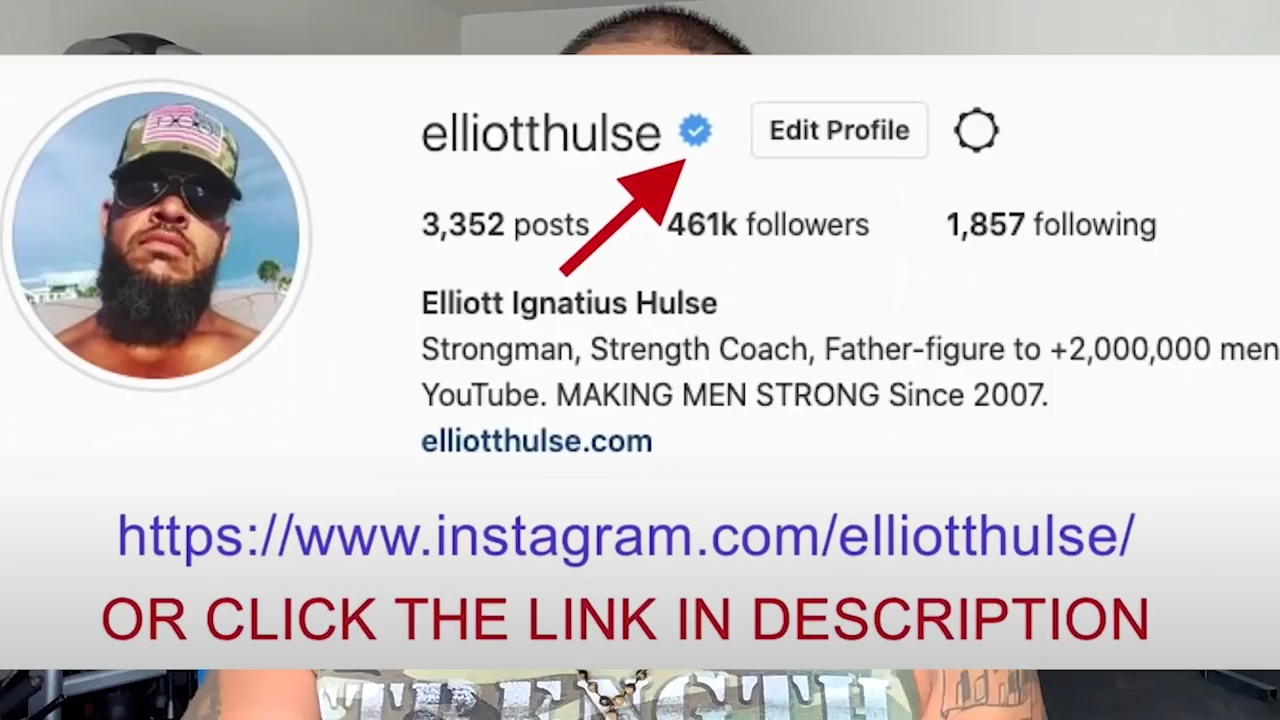 elliotthulse Edit Profile
3,352 posts 461k followers 1,857 following
Elliott Ignatius Hulse
Strongman, Strength Coach, Father-figure to +2,000,000 men
YouTube. MAKING MEN STRONG Since 2007.
elliotthulse.com
https://www.instagram.com/elliotthulse/
OR CLICK THE LINK IN DESCRIPTION
STRENGTH